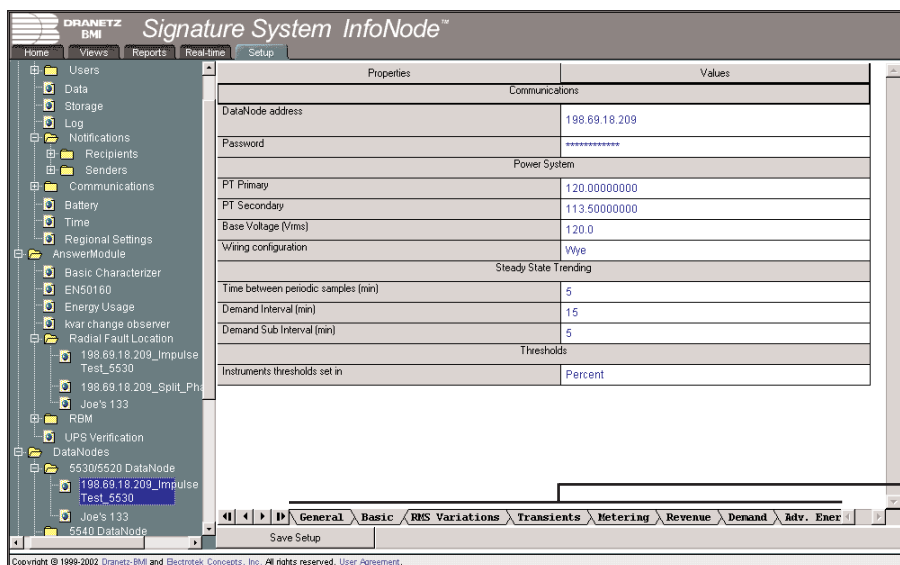 DRANETZ
BMI
Signature System InfoNode™
Home Views Reports Real-time Setup
Users
Data
Storage
Log
Notifications
Recipients
Senders
Communications
Battery
Time
Regional Settings
AnswerModule
Basic Characterizer
EN50160
Energy Usage
kvar change observer
Radial Fault Location
198.69.18.209_Impulse
Test_5530
198.69.18.209_Split_Pha
Joe's 133
RBM
UPS Verification
DataNodes
5530/5520 DataNode
198.69.18.209_Impulse
Test_5530
Joe's 133
5540 DataNode
Properties Values
Communications
DataNode address 198.69.18.209
Password ************
Power System
PT Primary 120.00000000
PT Secondary 113.50000000
Base Voltage (Vrms) 120.0
Wiring configuration Wye
Steady State Trending
Time between periodic samples (min) 5
Demand Interval (min) 15
Demand Sub Interval (min) 5
Thresholds
Instruments thresholds set in Percent
General Basic RMS Variations Transients Metering Revenue Demand Adv. Ener
Save Setup
Copyright © 1999-2002 Dranetz-BMI and Electrotek Concepts, Inc. All rights reserved. User Agreement.